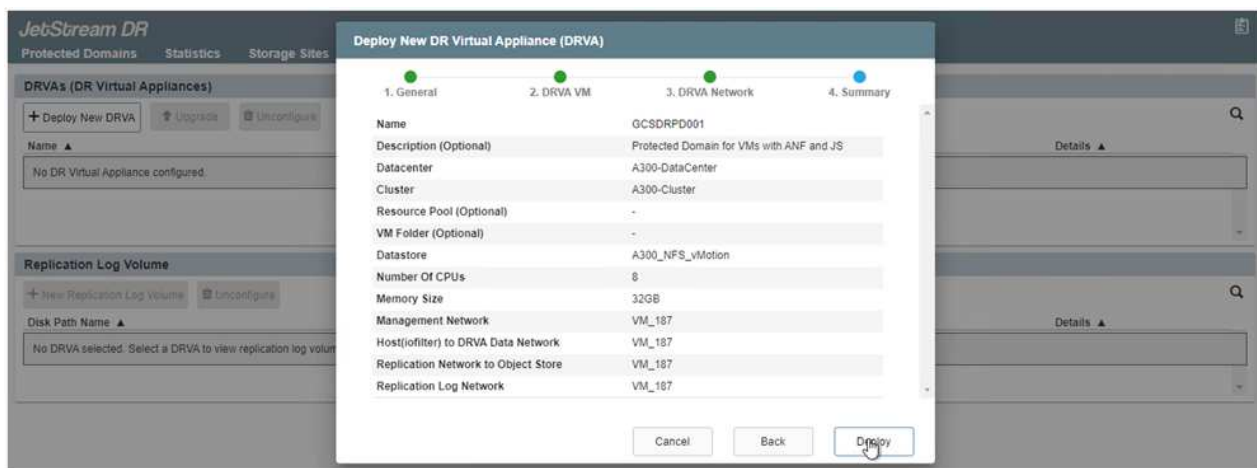 JetStream DR
Protected Domains Statistics Storage Sites
DRVAs (DR Virtual Appliances)
+ Deploy New DRVA Upgrade Unconfigure
Name ▲ Details ▲
No DR Virtual Appliance configured.
Replication Log Volume
+ New Replication Log Volume Unconfigure
Disk Path Name ▲ Details ▲
No DRVA selected. Select a DRVA to view replication log volum
Deploy New DR Virtual Appliance (DRVA)
1. General 2. DRVA VM 3. DRVA Network 4. Summary
Name GCSDRPD001
Description (Optional) Protected Domain for VMs with ANF and JS
Datacenter A300-DataCenter
Cluster A300-Cluster
Resource Pool (Optional) -
VM Folder (Optional) -
Datastore A300_NFS_vMotion
Number Of CPUs 8
Memory Size 32GB
Management Network VM_187
Host(iofilter) to DRVA Data Network VM_187
Replication Network to Object Store VM_187
Replication Log Network VM_187
Cancel Back Deploy